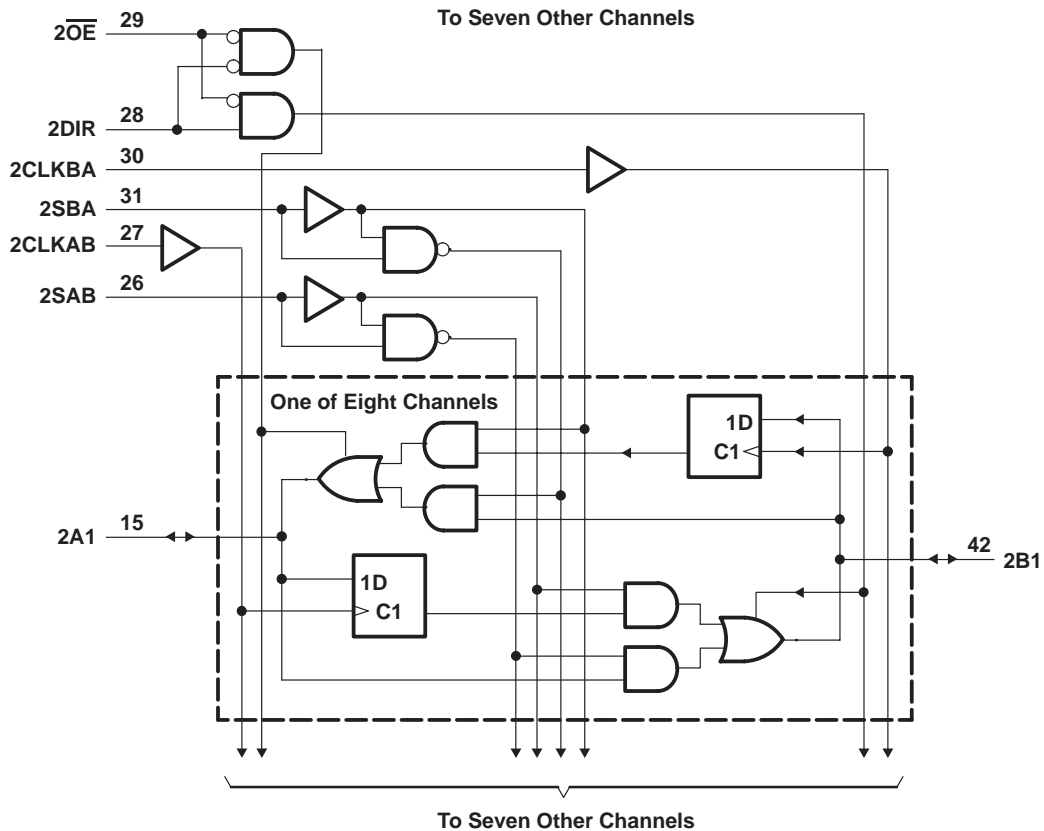 To Seven Other Channels
2O̅E̅ 29
2DIR 28
2CLKBA 30
2SBA 31
2CLKAB 27
2SAB 26
One of Eight Channels
1D
C1
2A1 15
42 2B1
1D
C1
To Seven Other Channels